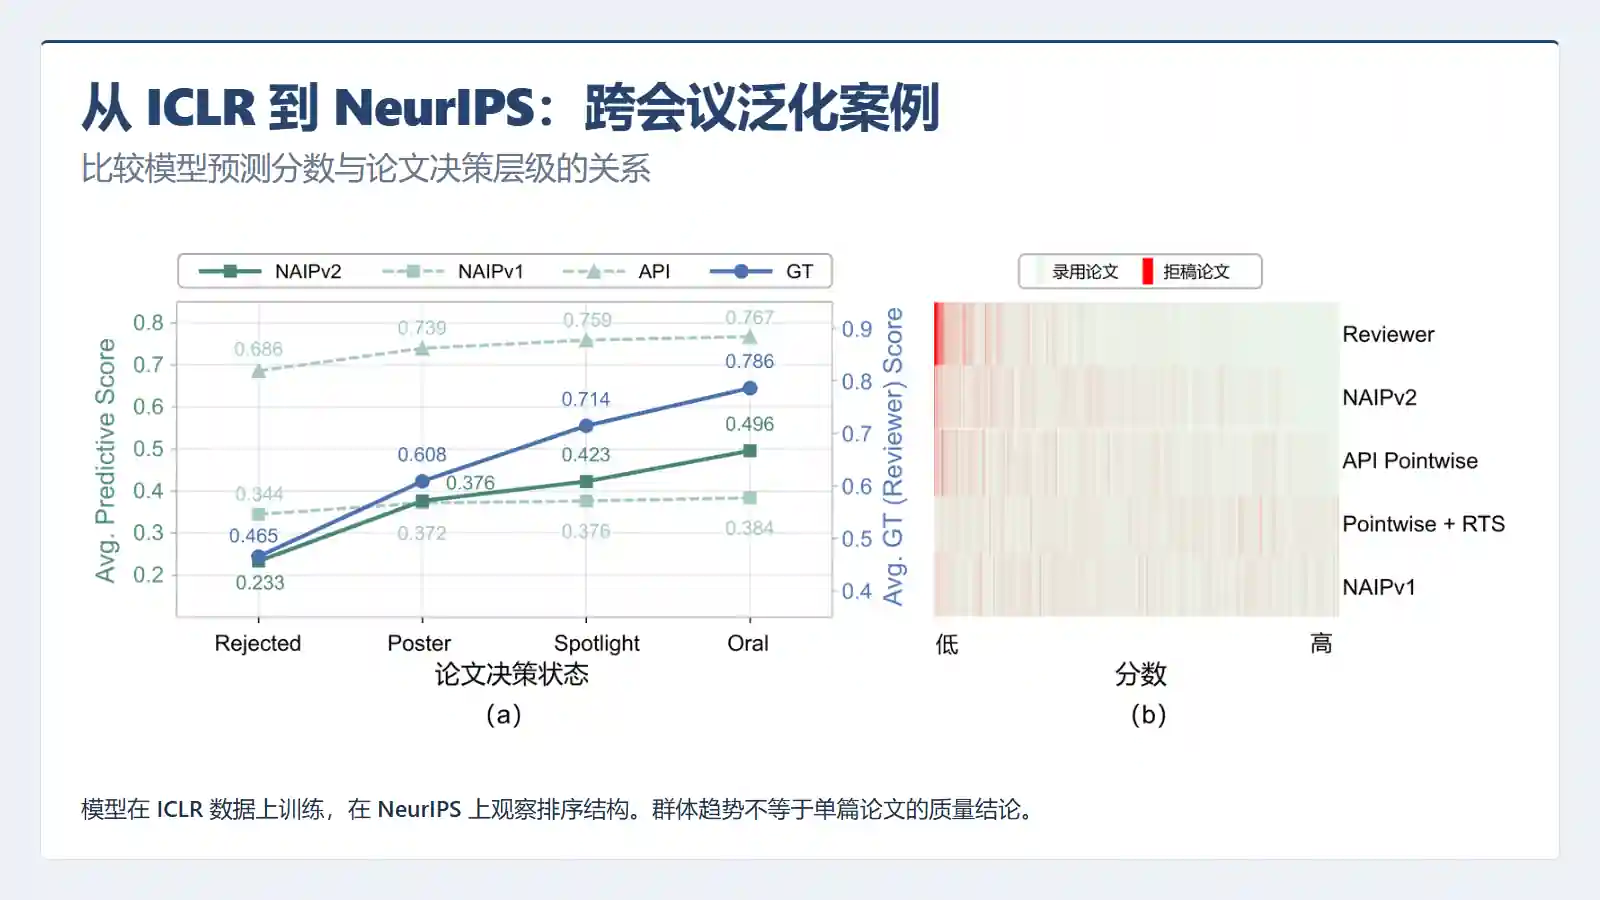 从 ICLR 到 NeurIPS：跨会议泛化案例
比较模型预测分数与论文决策层级的关系
NAIPv2 NAIPv1 API GT
Avg. Predictive Score
0.8
0.7
0.6
0.5
0.4
0.3
0.2
0.686 0.739 0.759 0.767
0.465 0.608 0.714 0.786
0.233 0.376 0.423 0.496
0.344 0.372 0.376 0.384
0.9
0.8
0.7
0.6
0.5
0.4
Avg. GT (Reviewer) Score
Rejected Poster Spotlight Oral
论文决策状态
(a)
录用论文 拒稿论文
Reviewer
NAIPv2
API Pointwise
Pointwise + RTS
NAIPv1
低 高
分数
(b)
模型在 ICLR 数据上训练，在 NeurIPS 上观察排序结构。群体趋势不等于单篇论文的质量结论。